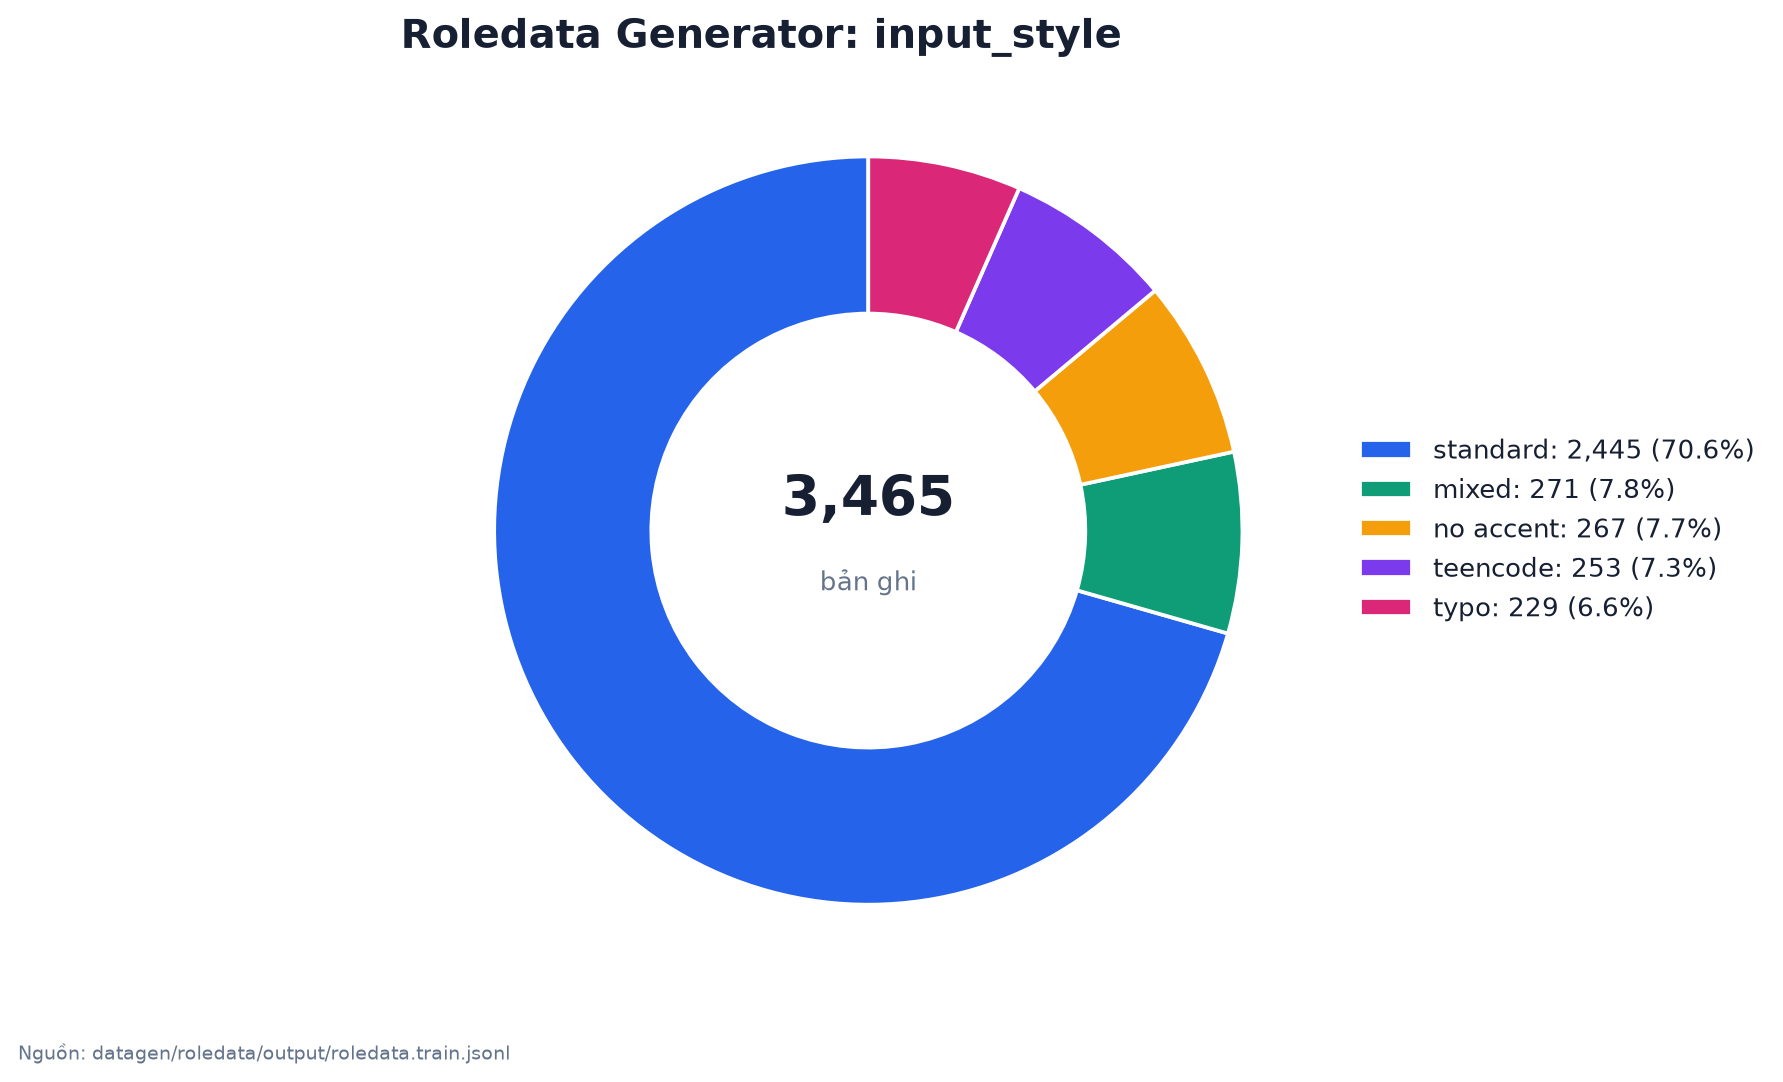 Roledata Generator: input_style
3,465
bản ghi
standard: 2,445 (70.6%)
mixed: 271 (7.8%)
no accent: 267 (7.7%)
teencode: 253 (7.3%)
typo: 229 (6.6%)
Nguồn: datagen/roledata/output/roledata.train.jsonl